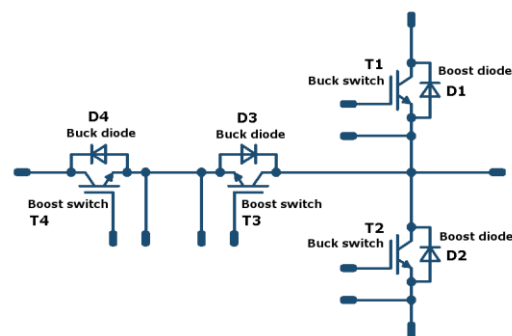 T1
Buck switch
Boost diode
D1
D4
Buck diode
D3
Buck diode
Boost switch
T4
Boost switch
T3
T2
Buck switch
Boost diode
D2